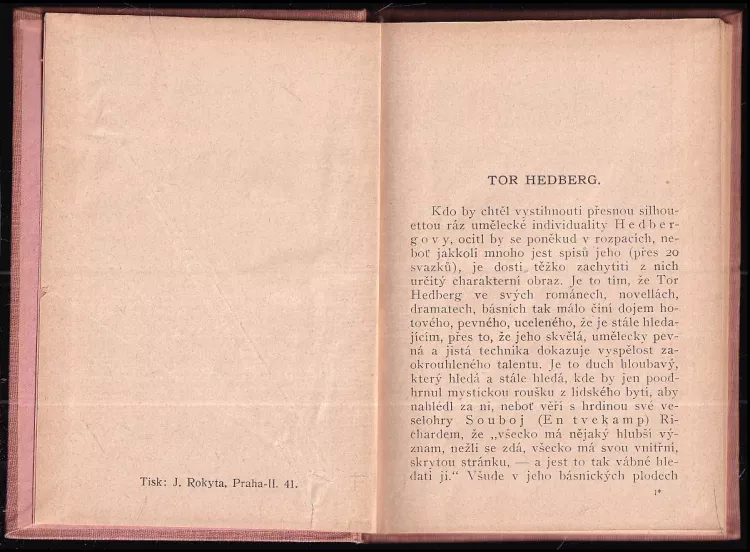 Tisk: J. Rokyta, Praha-II. 41.
TOR HEDBERG.
Kdo by chtěl vystihnouti přesnou silhou-
ettou ráz umělecké individuality Hedber-
govy, ocitl by se poněkud v rozpacích, ne-
boť jakkoli mnoho jest spisů jeho (přes 20
svazků), je dosti těžko zachytiti z nich
určitý charakterní obraz. Je to tím, že Tor
Hedberg ve svých románech, novellách,
dramatech, básních tak málo činí dojem ho-
tového, pevného, uceleného, že je stále hleda-
jícím, přes to, že jeho skvělá, umělecky pev-
ná a jistá technika dokazuje vyspělost za-
okrouhleného talentu. Je to duch hloubavý,
který hledá a stále hledá, kde by jen pood-
hrnul mystickou roušku z lidského bytí, aby
nahlédl za ni, neboť věří s hrdinou své ve-
selohry Souboj (En tvekamp) Ri-
chardem, že „všecko má nějaký hlubší vý-
znam, nežli se zdá, všecko má svou vnitřní,
skrytou stránku, — a jest to tak vábné hle-
dati ji.“ Všude v jeho básnických plodech
1*